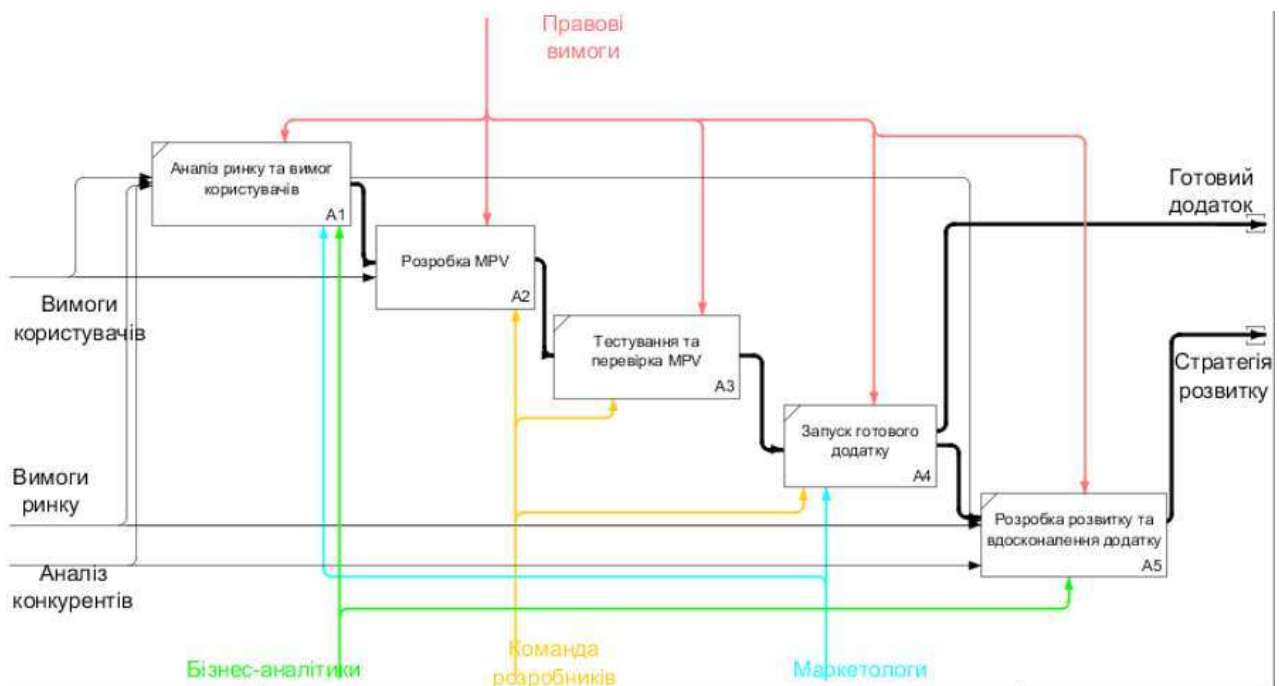 Правові
вимоги
Аналіз ринку та вимог
користувачів
A1
Готовий
додаток
Розробка MPV
A2
Вимоги
користувачів
Тестування та
перевірка MPV
A3
Стратегія
розвитку
Запуск готового
додатку
A4
Вимоги
ринку
Розробка розвитку та
вдосконалення додатку
A5
Аналіз
конкурентів
Бізнес-аналітики
Команда
розробників
Маркетологи